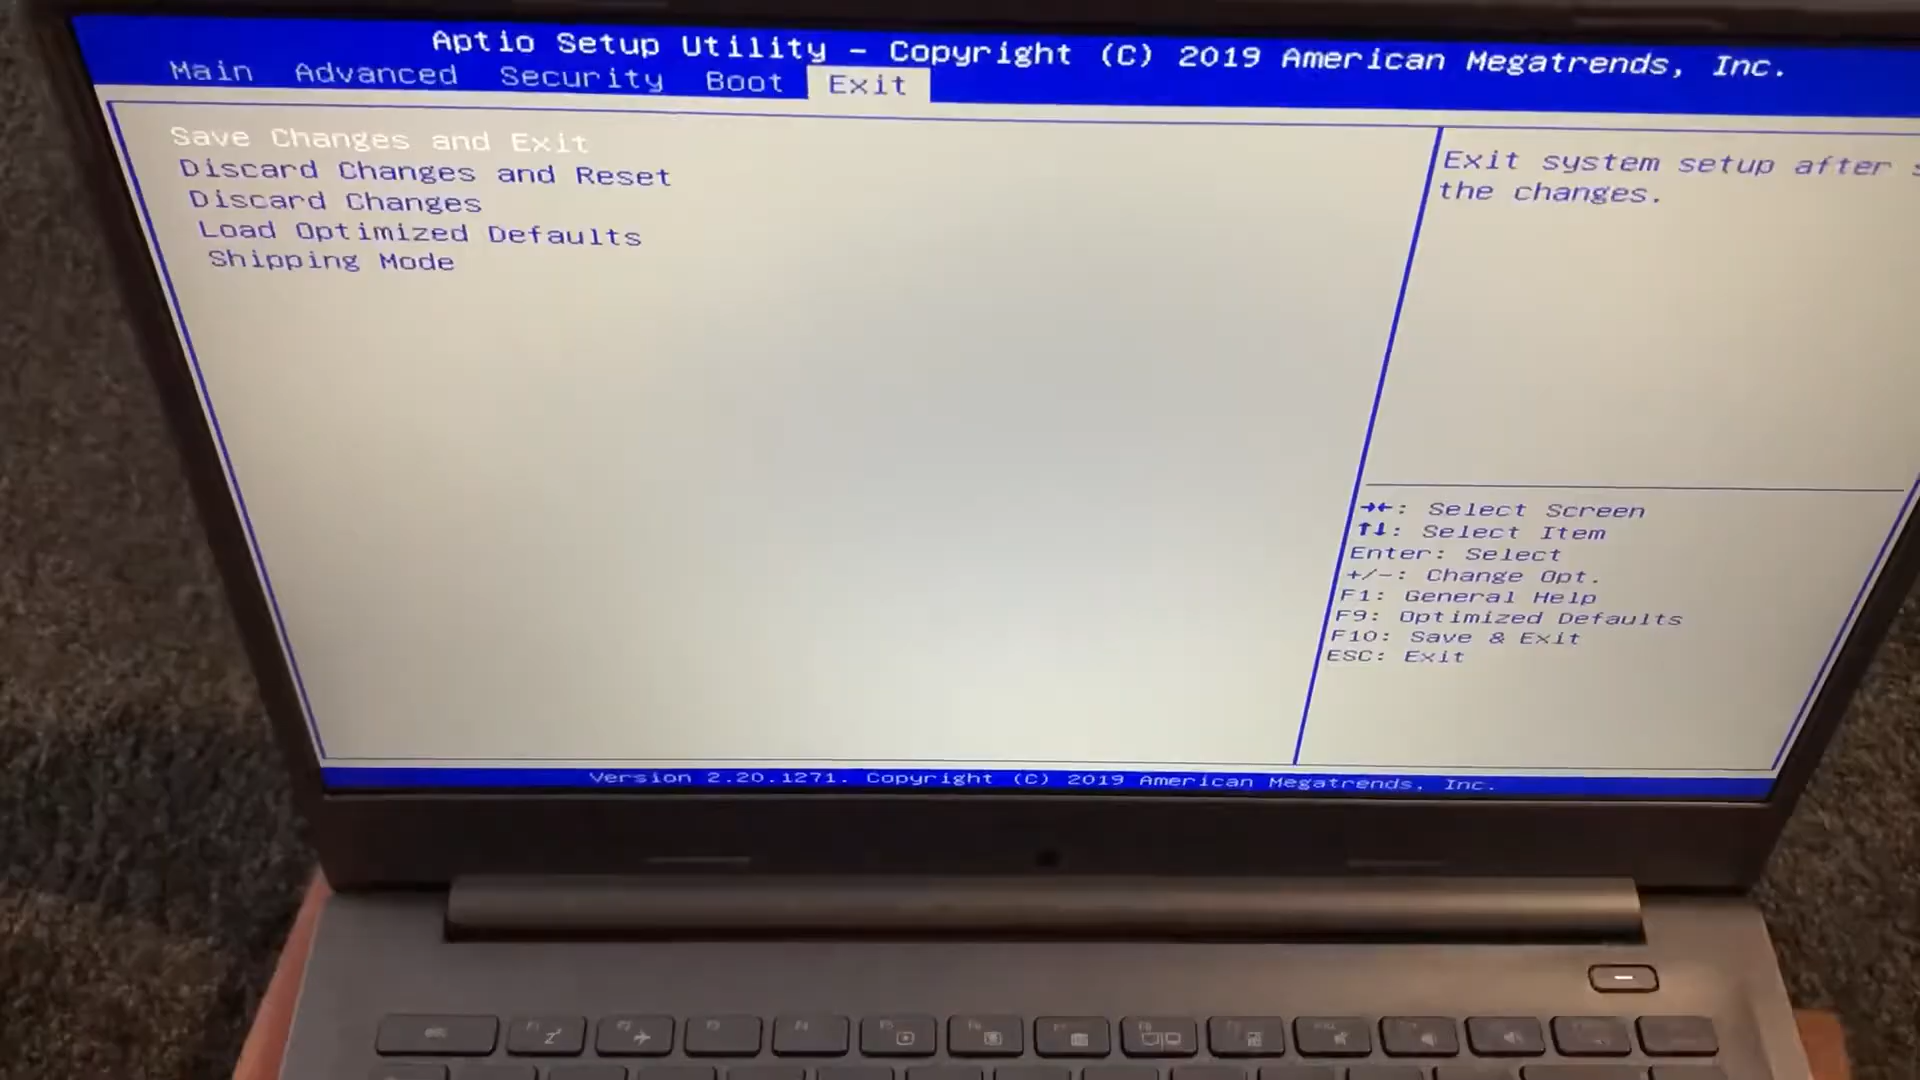 Aptio Setup Utility – Copyright (C) 2019 American Megatrends, Inc.
Main Advanced Security Boot Exit
Save Changes and Exit
Discard Changes and Reset
Discard Changes
Load Optimized Defaults
Shipping Mode
Exit system setup after
the changes.
→←: Select Screen
↑↓: Select Item
Enter: Select
+/-: Change Opt.
F1: General Help
F9: Optimized Defaults
F10: Save & Exit
ESC: Exit
Version 2.20.1271. Copyright (C) 2019 American Megatrends, Inc.